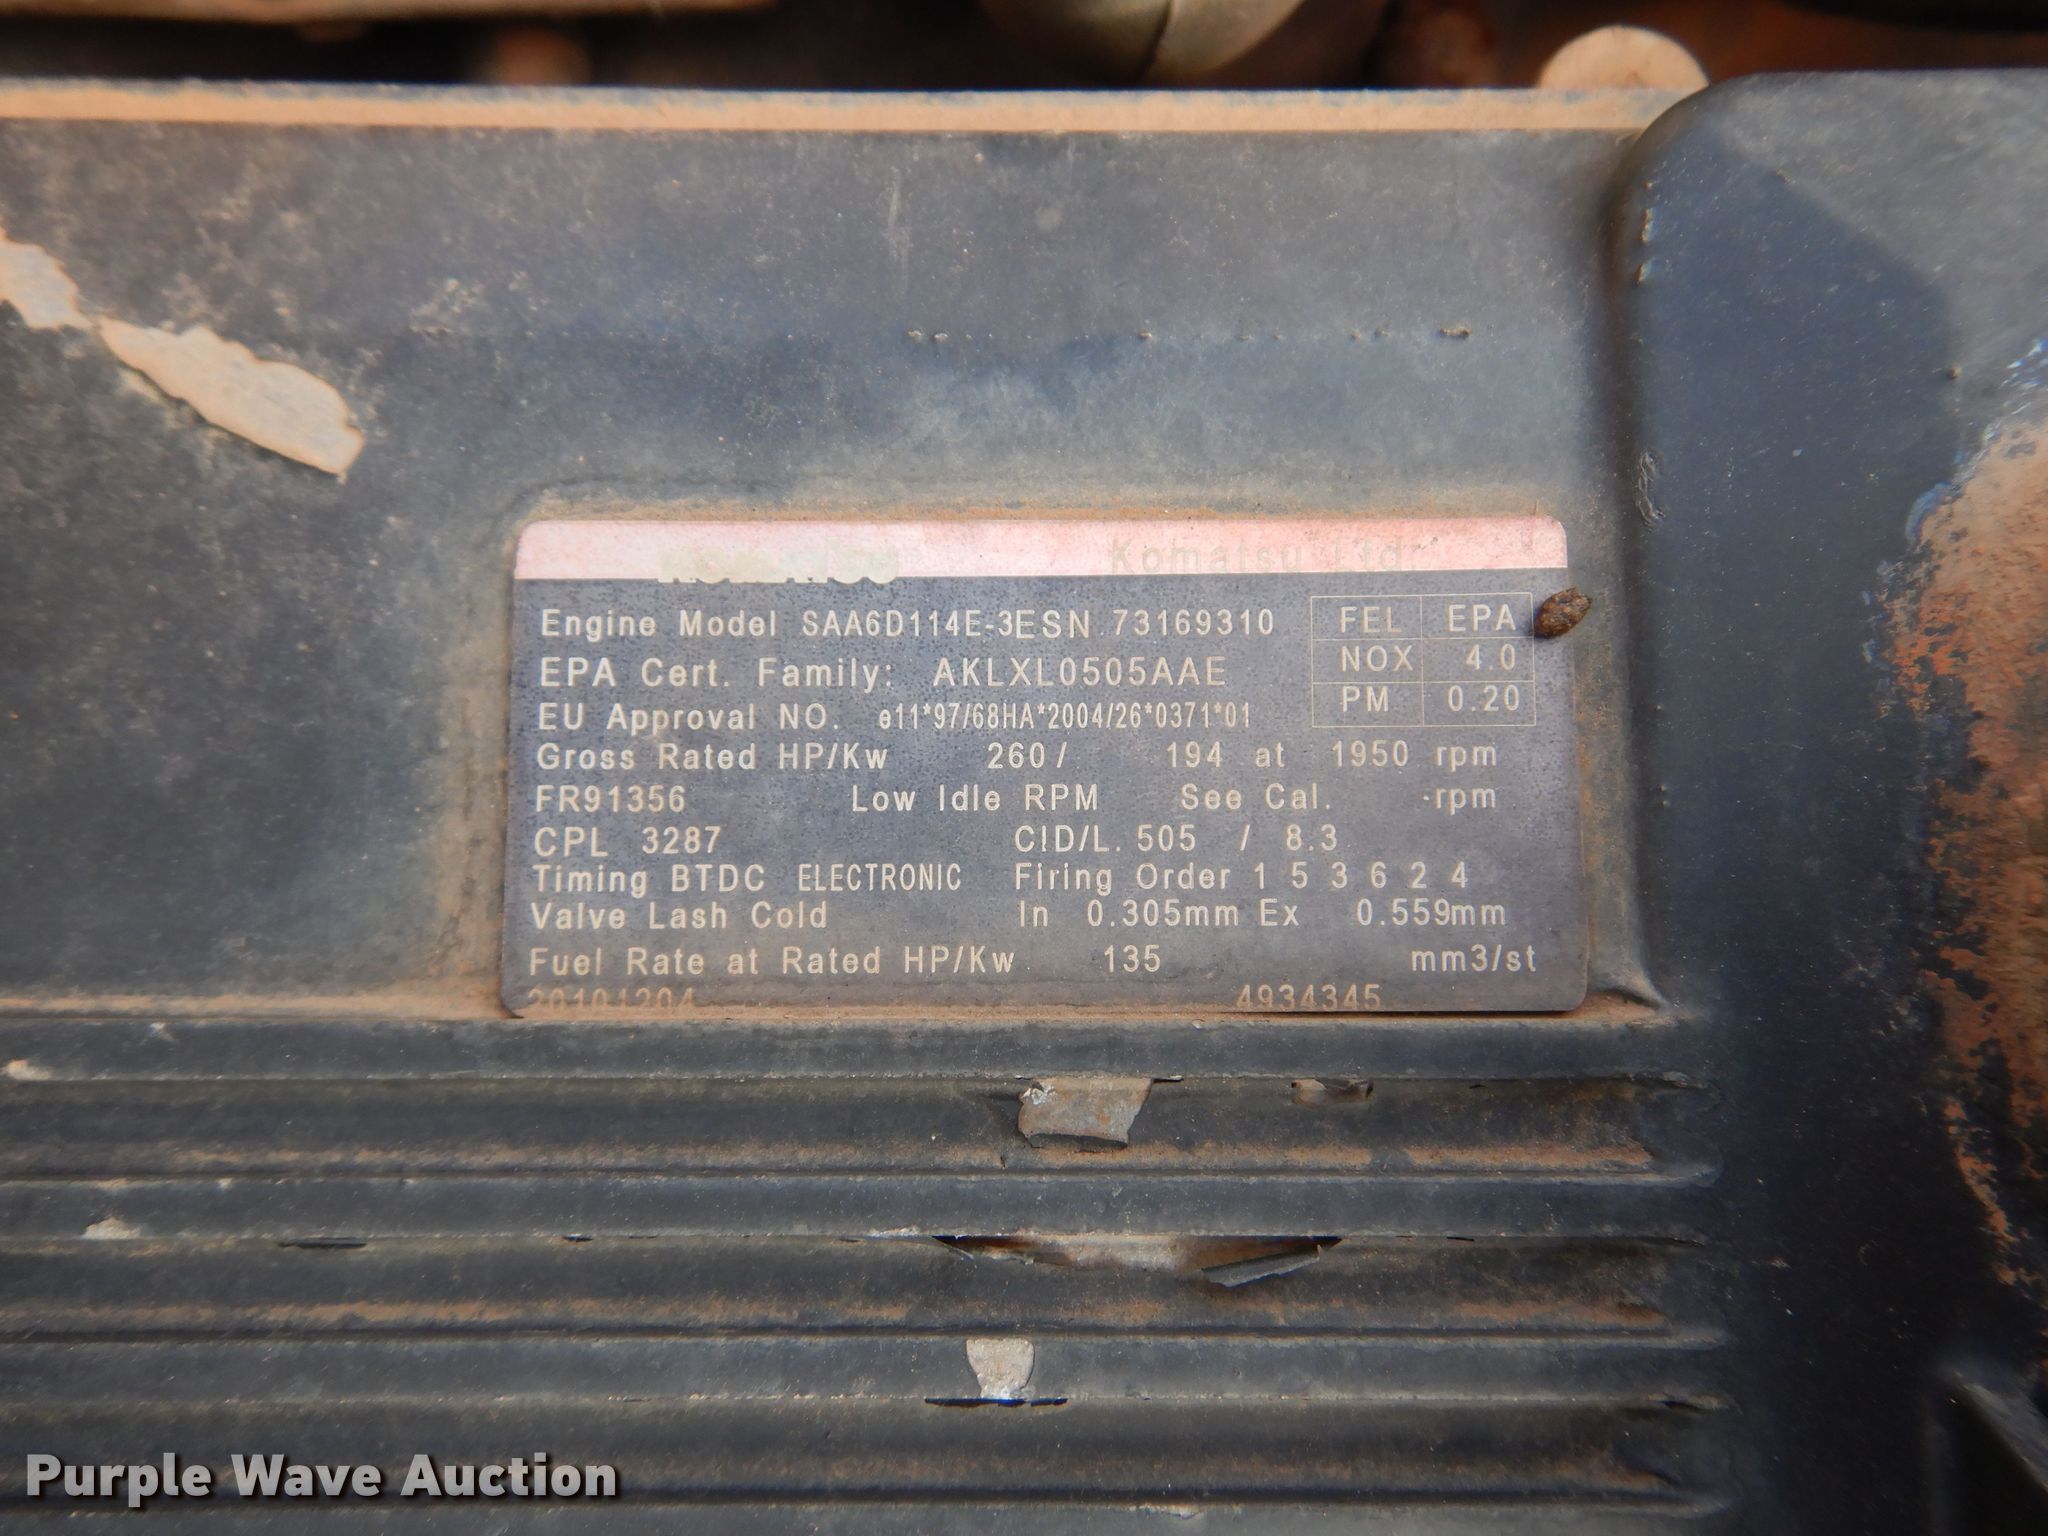 KOMATSU Komatsu Ltd
Engine Model SAA6D114E-3 ESN 73169310 FEL EPA
EPA Cert. Family: AKLXL0505AAE NOX 4.0
EU Approval NO. e11*97/68HA*2004/26*0371*01 PM 0.20
Gross Rated HP/Kw 260 / 194 at 1950 rpm
FR91356 Low Idle RPM See Cal. rpm
CPL 3287 CID/L. 505 / 8.3
Timing BTDC ELECTRONIC Firing Order 1 5 3 6 2 4
Valve Lash Cold In 0.305mm Ex 0.559mm
Fuel Rate at Rated HP/Kw 135 mm3/st
20101204 4934345
Purple Wave Auction